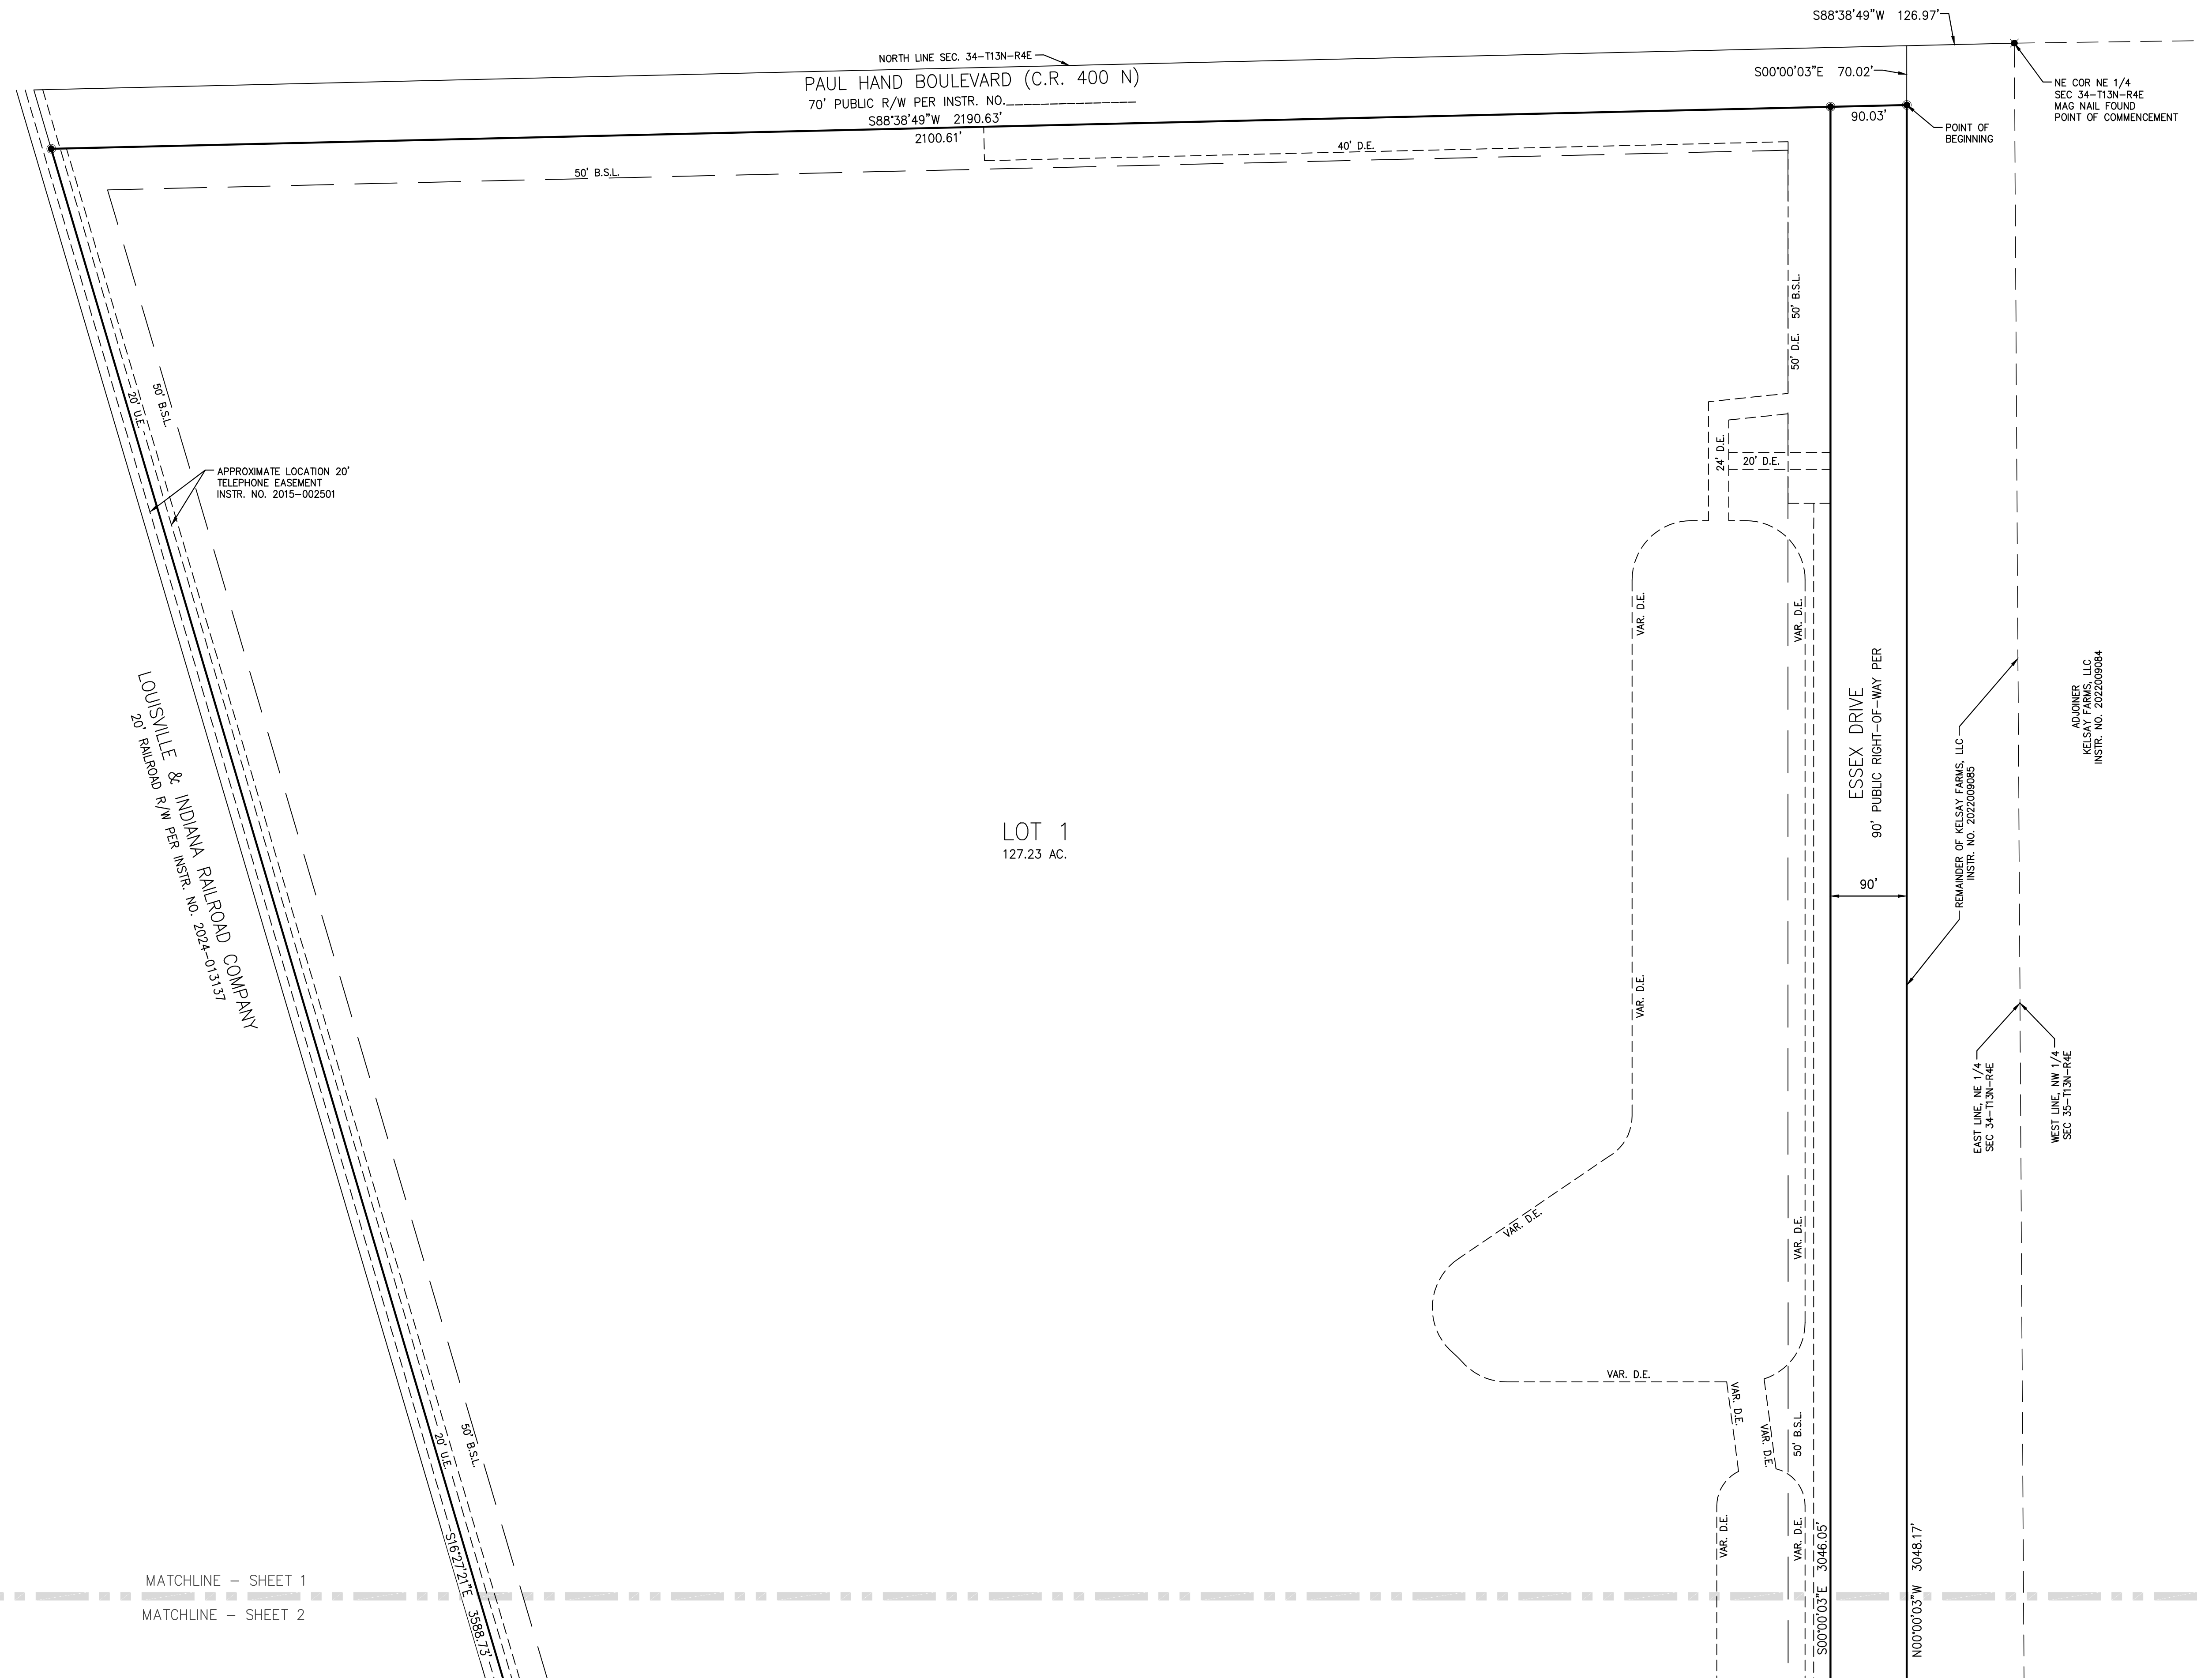 S88°38'49"W 126.97'
NORTH LINE SEC. 34-T13N-R4E
PAUL HAND BOULEVARD (C.R. 400 N)
70' PUBLIC R/W PER INSTR. NO.________________
S88°38'49"W 2190.63'
2100.61'
S00°00'03"E 70.02'
90.03'
NE COR NE 1/4
SEC 34-T13N-R4E
MAG NAIL FOUND
POINT OF COMMENCEMENT
POINT OF
BEGINNING
40' D.E.
50' B.S.L.
50' D.E. 50' B.S.L.
50' B.S.L.
20' U.E.
APPROXIMATE LOCATION 20'
TELEPHONE EASEMENT
INSTR. NO. 2015-002501
24' D.E.
20' D.E.
VAR. D.E.
VAR. D.E.
LOUISVILLE & INDIANA RAILROAD COMPANY
20' RAILROAD R/W PER INSTR. NO. 2024-013137
ESSEX DRIVE
90' PUBLIC RIGHT-OF-WAY PER
REMAINDER OF KELSAY FARMS, LLC
INSTR. NO. 2022009085
ADJOINER
KELSAY FARMS, LLC
INSTR. NO. 2022009084
LOT 1
127.23 AC.
90'
VAR. D.E.
EAST LINE, NE 1/4
SEC 34-T13N-R4E
WEST LINE, NW 1/4
SEC 35-T13N-R4E
VAR. D.E.
VAR. D.E.
VAR. D.E.
VAR. D.E.
VAR. D.E.
50' B.S.L.
50' B.S.L.
20' U.E.
VAR. D.E.
VAR. D.E.
S16°27'21"E 3588.73'
S00°00'03"E 3046.05'
N00°00'03"W 3048.17'
MATCHLINE - SHEET 1
MATCHLINE - SHEET 2